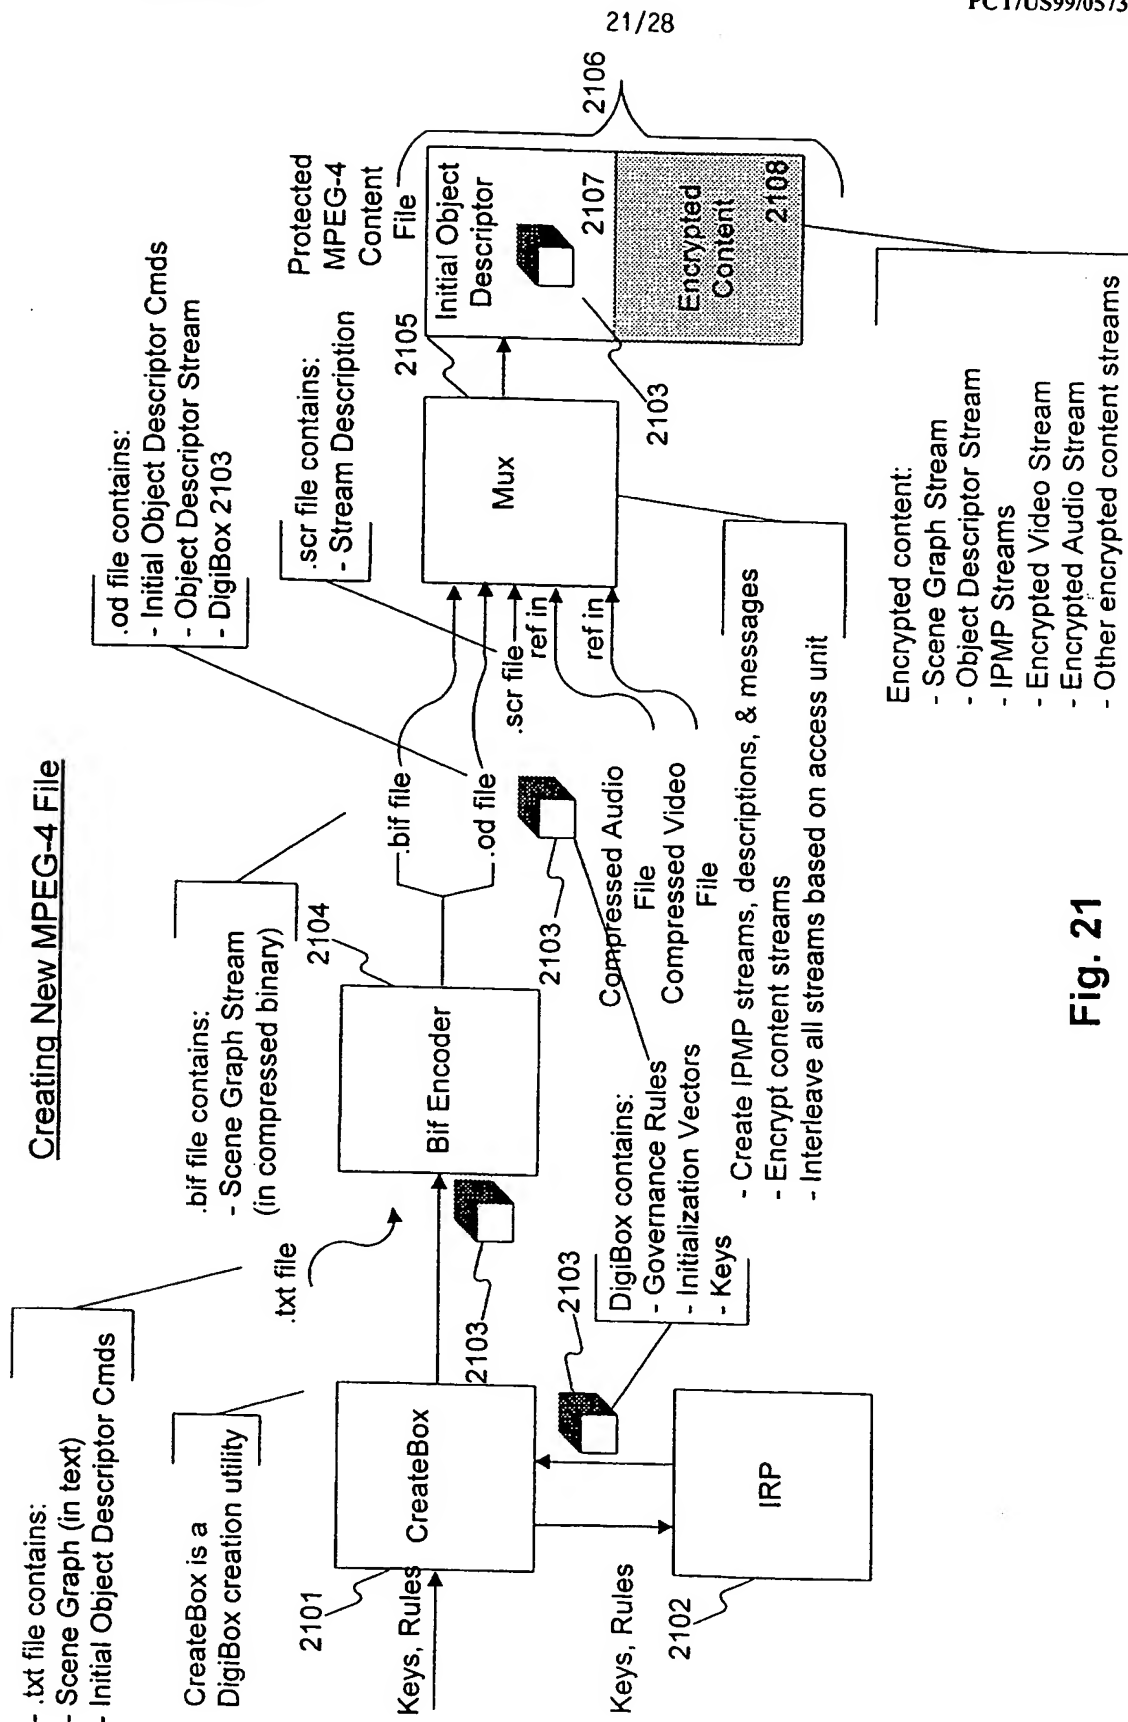 21/28
PCT/US99/0573
Creating New MPEG-4 File
- .txt file contains:
- Scene Graph (in text)
- Initial Object Descriptor Cmds
CreateBox is a
DigiBox creation utility
.bif file contains:
- Scene Graph Stream
(in compressed binary)
.od file contains:
- Initial Object Descriptor Cmds
- Object Descriptor Stream
- DigiBox 2103
.scr file contains:
- Stream Description
Protected
MPEG-4
Content
File
2106
2101
Keys, Rules
CreateBox
.txt file
2103
Bif Encoder
2104
.bif file
.od file
2103
.scr file
ref in
ref in
Compressed Audio
File
Compressed Video
File
Mux
2105
Initial Object
Descriptor
2107
2103
Encrypted
Content
2108
Keys, Rules
2102
IRP
2103
DigiBox contains:
- Governance Rules
- Initialization Vectors
- Keys
- Create IPMP streams, descriptions, & messages
- Encrypt content streams
- Interleave all streams based on access unit
Encrypted content:
- Scene Graph Stream
- Object Descriptor Stream
- IPMP Streams
- Encrypted Video Stream
- Encrypted Audio Stream
- Other encrypted content streams
Fig. 21